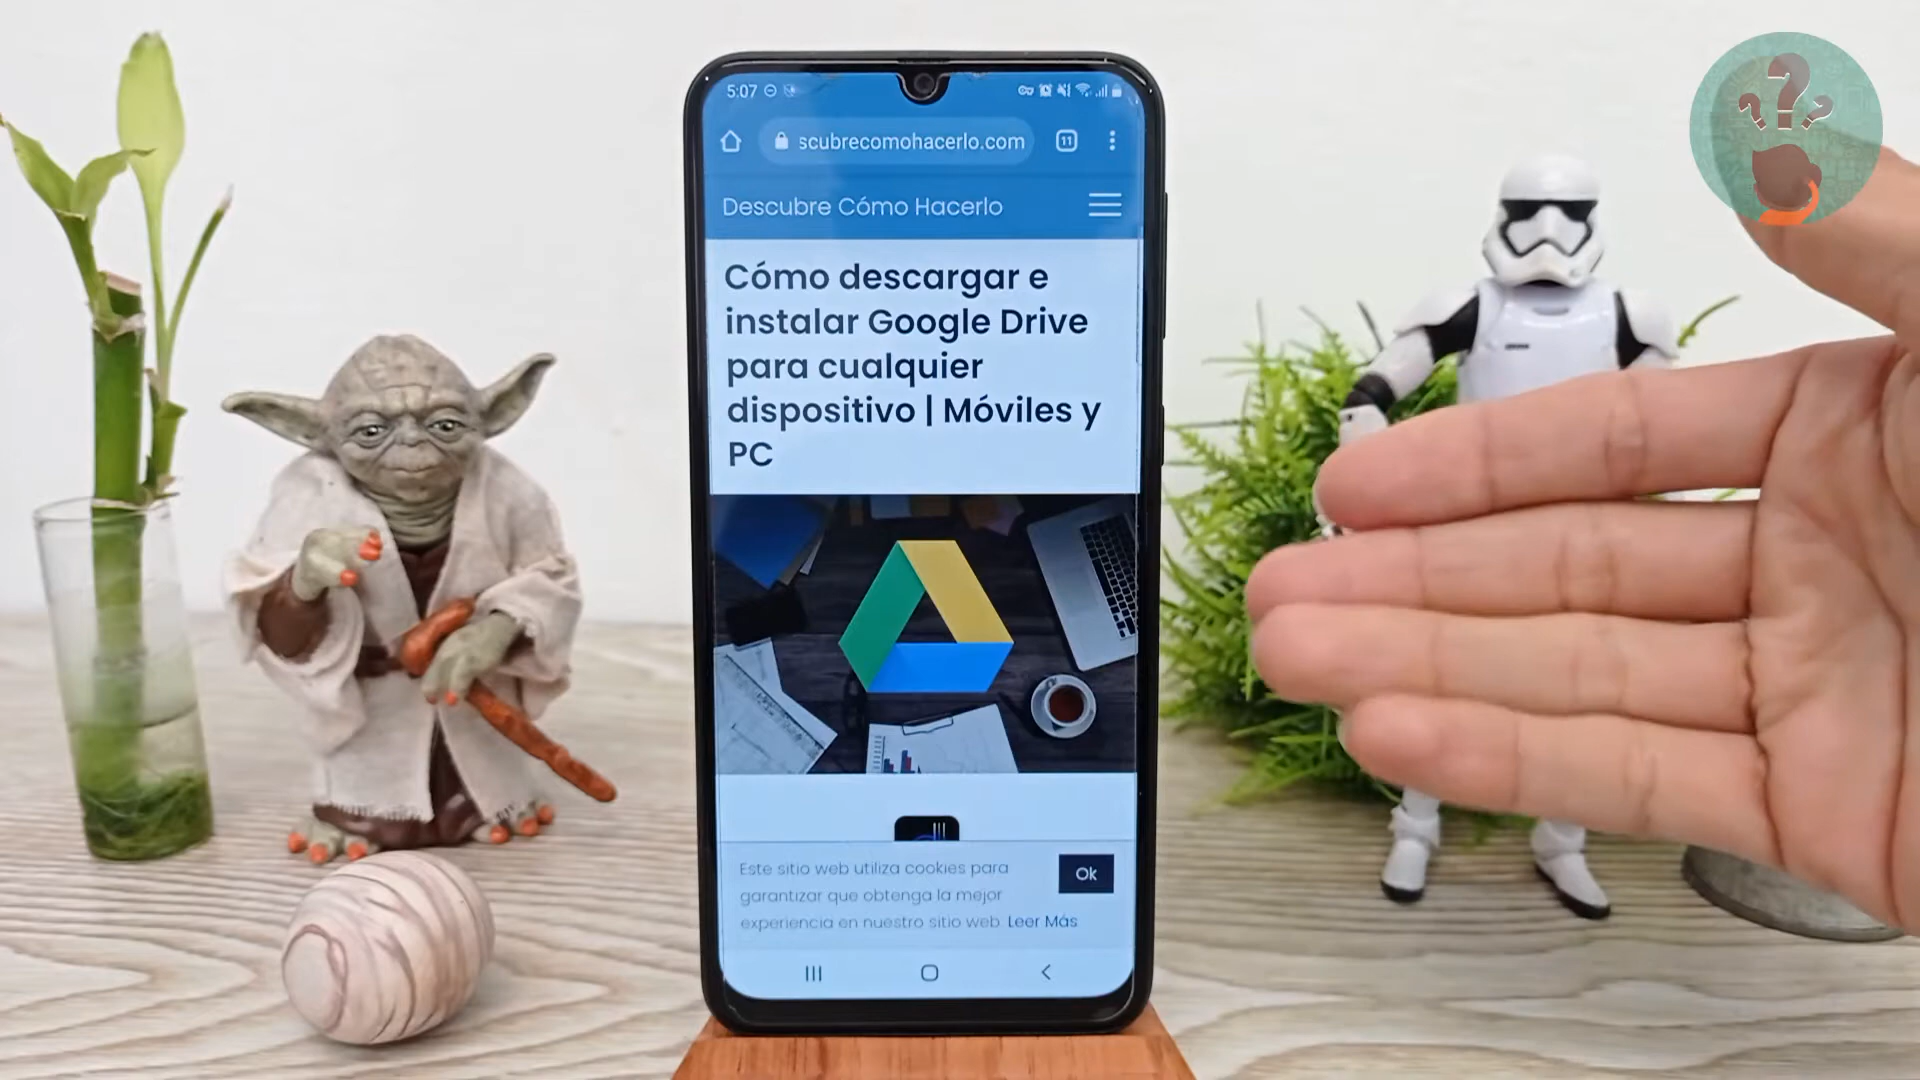 5:07
scubrecomohacerlo.com
11
Descubre Cómo Hacerlo
Cómo descargar e
instalar Google Drive
para cualquier
dispositivo | Móviles y
PC
Este sitio web utiliza cookies para
garantizar que obtenga la mejor
experiencia en nuestro sitio web. Leer Más
Ok